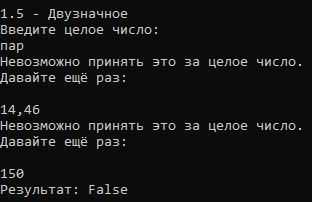 1.5 - Двузначное
Введите целое число:
пар
Невозможно принять это за целое число.
Давайте ещё раз:
14,46
Невозможно принять это за целое число.
Давайте ещё раз:
150
Результат: False